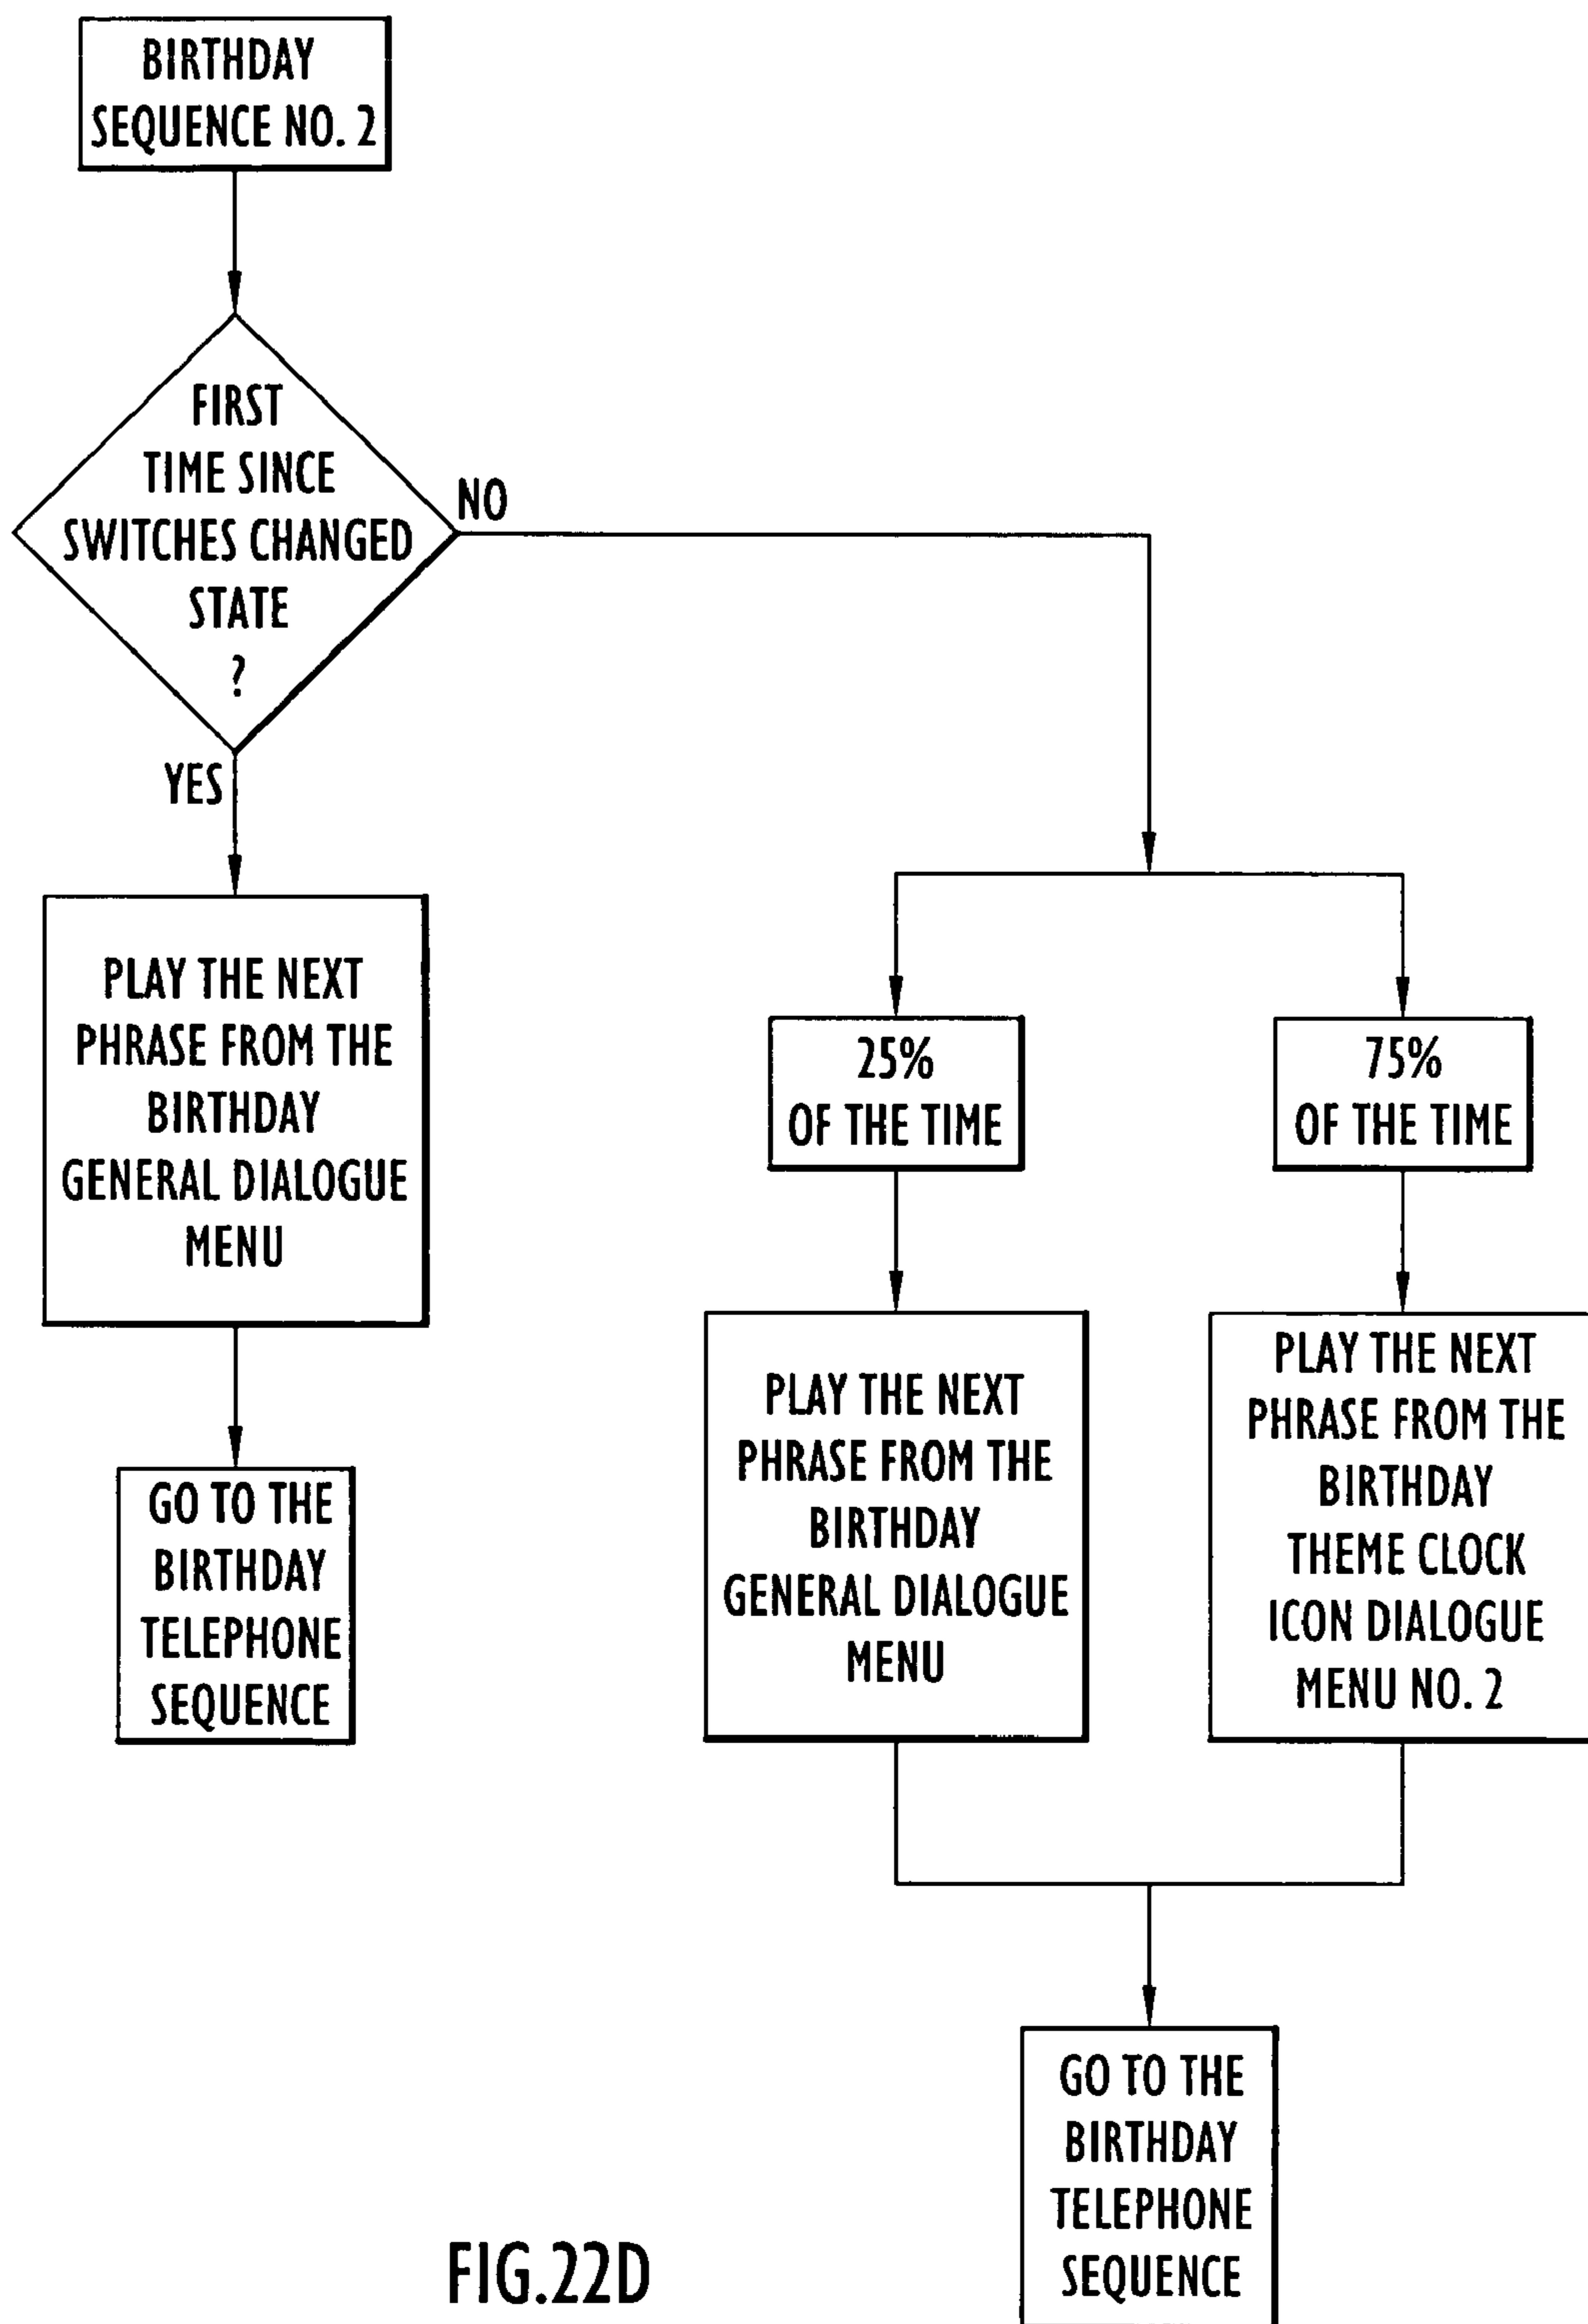 BIRTHDAY
SEQUENCE NO. 2
FIRST
TIME SINCE
SWITCHES CHANGED
STATE
?
NO
YES
PLAY THE NEXT
PHRASE FROM THE
BIRTHDAY
GENERAL DIALOGUE
MENU
GO TO THE
BIRTHDAY
TELEPHONE
SEQUENCE
25%
OF THE TIME
75%
OF THE TIME
PLAY THE NEXT
PHRASE FROM THE
BIRTHDAY
GENERAL DIALOGUE
MENU
PLAY THE NEXT
PHRASE FROM THE
BIRTHDAY
THEME CLOCK
ICON DIALOGUE
MENU NO. 2
GO TO THE
BIRTHDAY
TELEPHONE
SEQUENCE
FIG.22D